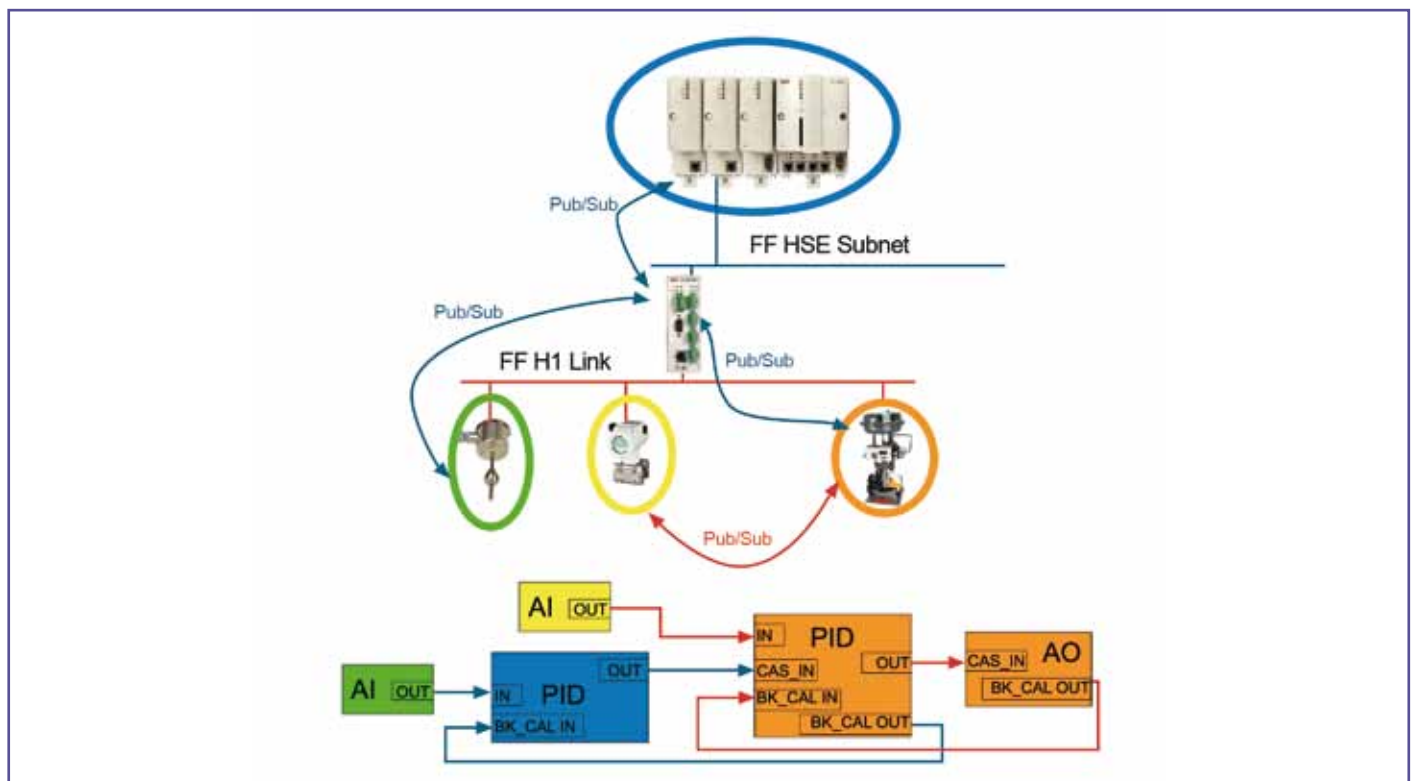 Pub/Sub
FF HSE Subnet
Pub/Sub
FF H1 Link
Pub/Sub
Pub/Sub
AI OUT
IN
PID
OUT
CAS_IN
BK_CAL IN
BK_CAL OUT
CAS_IN
AO
BK_CAL OUT
AI OUT
IN
PID
OUT
BK_CAL IN